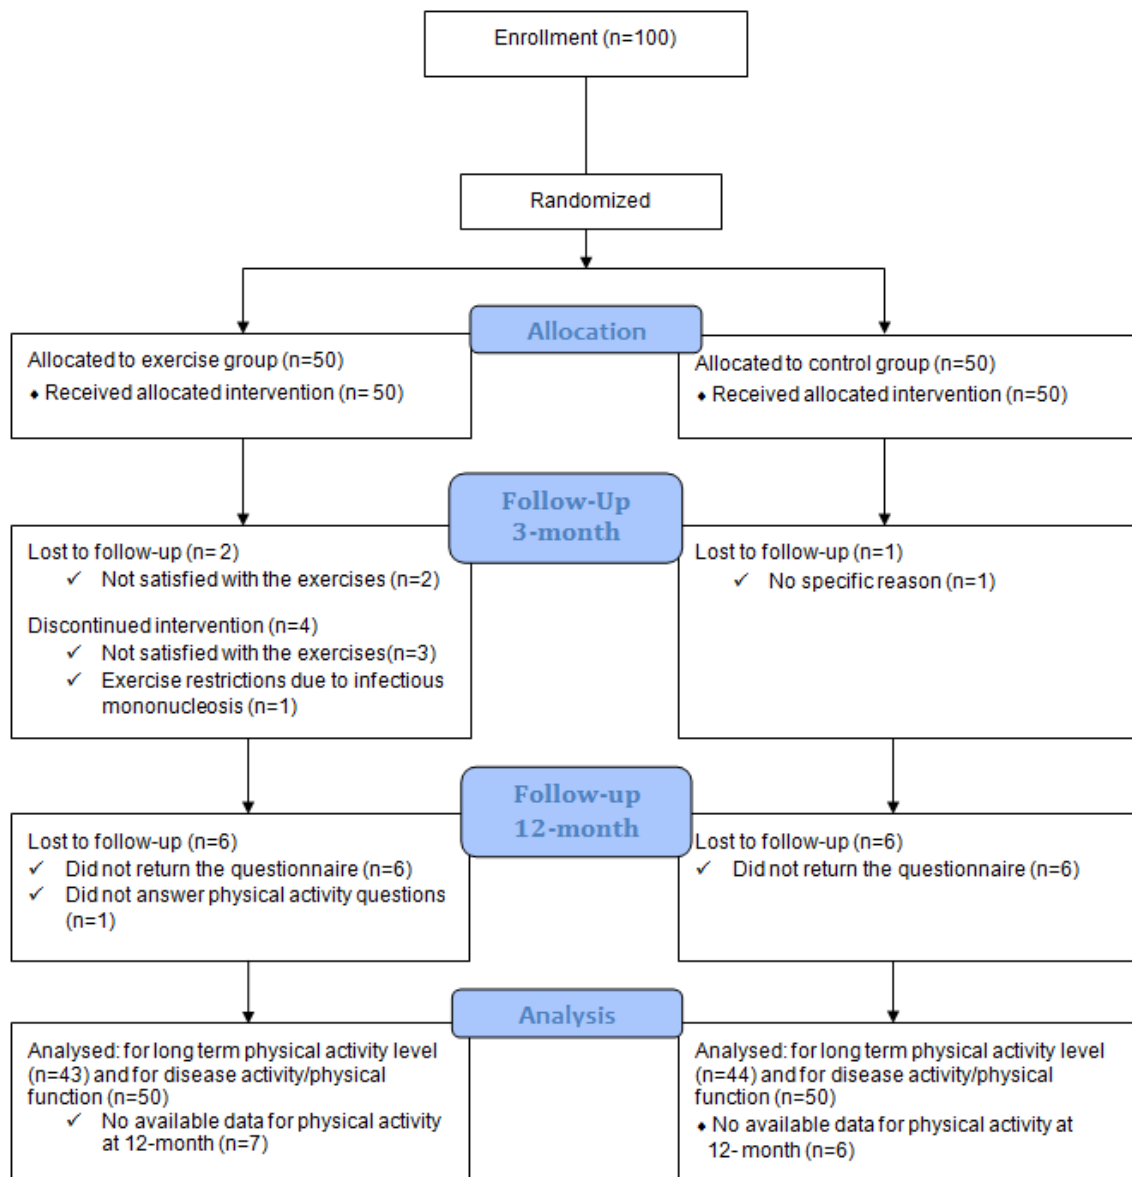 Enrollment (n=100)
Randomized
Allocation
Allocated to exercise group (n=50)
⬧ Received allocated intervention (n= 50)
Allocated to control group (n=50)
⬧ Received allocated intervention (n=50)
Follow-Up
3-month
Lost to follow-up (n= 2)
✓ Not satisfied with the exercises (n=2)
Discontinued intervention (n=4)
✓ Not satisfied with the exercises(n=3)
✓ Exercise restrictions due to infectious
mononucleosis (n=1)
Lost to follow-up (n=1)
✓ No specific reason (n=1)
Follow-up
12-month
Lost to follow-up (n=6)
✓ Did not return the questionnaire (n=6)
✓ Did not answer physical activity questions
(n=1)
Lost to follow-up (n=6)
✓ Did not return the questionnaire (n=6)
Analysis
Analysed: for long term physical activity level
(n=43) and for disease activity/physical
function (n=50)
✓ No available data for physical activity
at 12-month (n=7)
Analysed: for long term physical activity level
(n=44) and for disease activity/physical
function (n=50)
⬧ No available data for physical activity at
12- month (n=6)